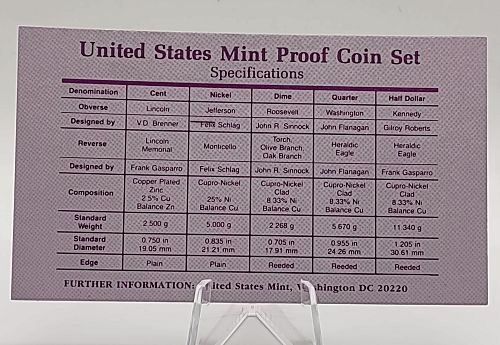 United States Mint Proof Coin Set
Specifications
Denomination Cent Nickel Dime Quarter Half Dollar
Obverse Lincoln Jefferson Roosevelt Washington Kennedy
Designed by V.D. Brenner Felix Schlag John R. Sinnock John Flanagan Gilroy Roberts
Reverse Lincoln Memorial Monticello Torch, Olive Branch, Oak Branch Heraldic Eagle Heraldic Eagle
Designed by Frank Gasparro Felix Schlag John R. Sinnock John Flanagan Frank Gasparro
Composition Copper Plated Zinc 2.5% Cu Balance Zn Cupro-Nickel 25% Ni Balance Cu Cupro-Nickel Clad 8.33% Ni Balance Cu Cupro-Nickel Clad 8.33% Ni Balance Cu Cupro-Nickel Clad 8.33% Ni Balance Cu
Standard Weight 2.500 g 5.000 g 2.268 g 5.670 g 11.340 g
Standard Diameter 0.750 in 19.05 mm 0.835 in 21.21 mm 0.705 in 17.91 mm 0.955 in 24.26 mm 1.205 in 30.61 mm
Edge Plain Plain Reeded Reeded Reeded
FURTHER INFORMATION: United States Mint, Washington DC 20220